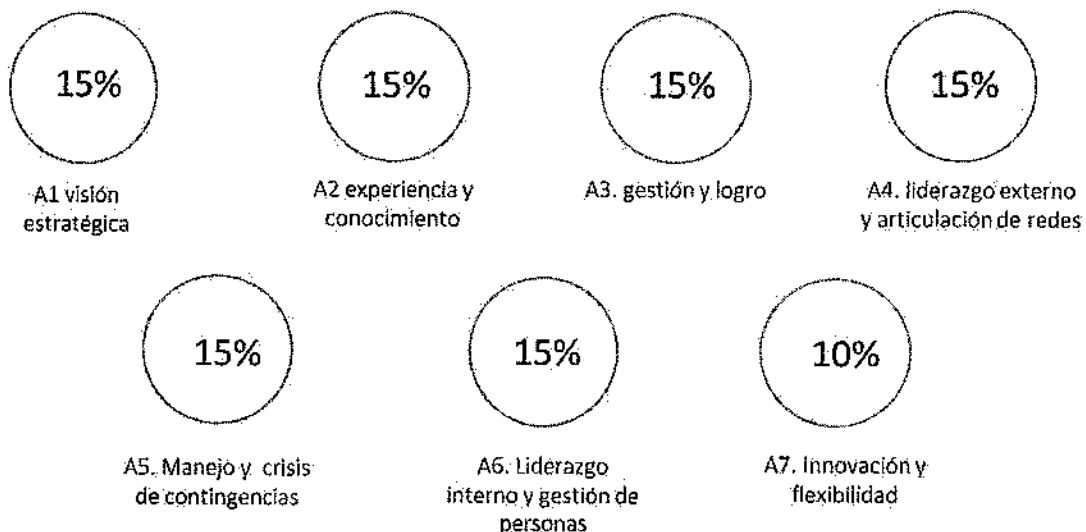 15%
15%
15%
15%
A1 visión
estratégica
A2 experiencia y
conocimiento
A3. gestión y logro
A4. liderazgo externo
y articulación de redes
15%
15%
10%
A5. Manejo y crisis
de contingencias
A6. Liderazgo
interno y gestión de
personas
A7. Innovación y
flexibilidad